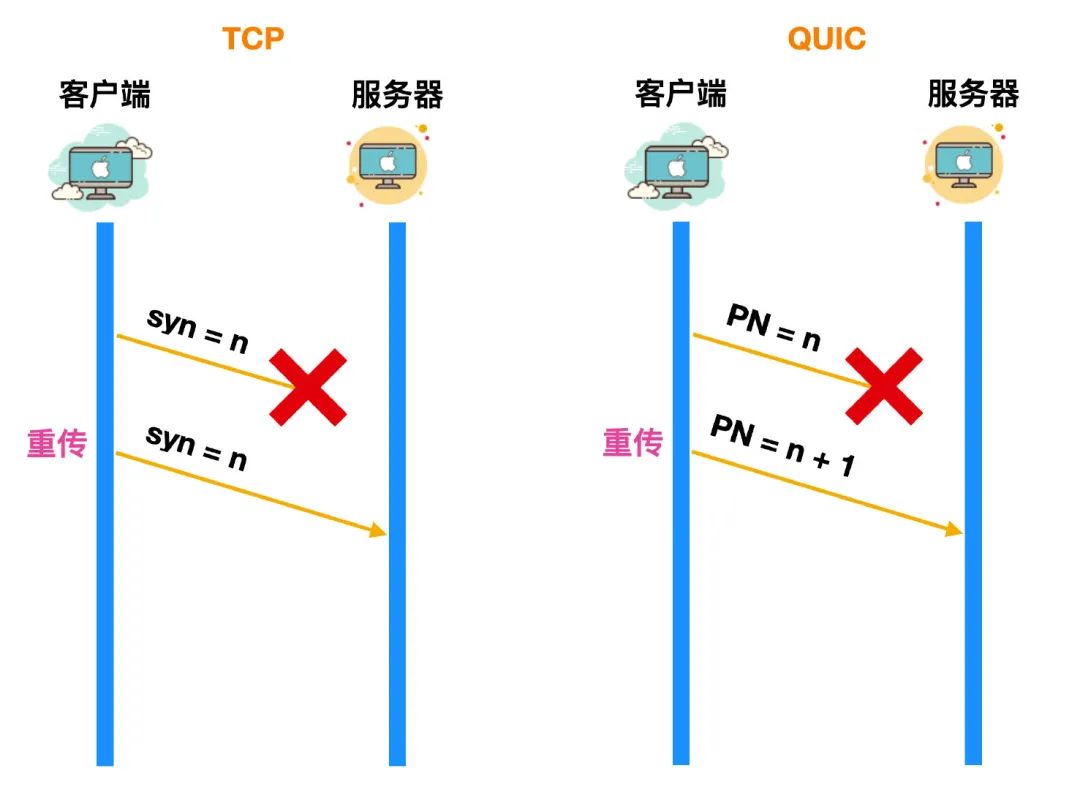 TCP
客户端
服务器
syn = n
重传
syn = n
QUIC
客户端
服务器
PN = n
重传
PN = n + 1